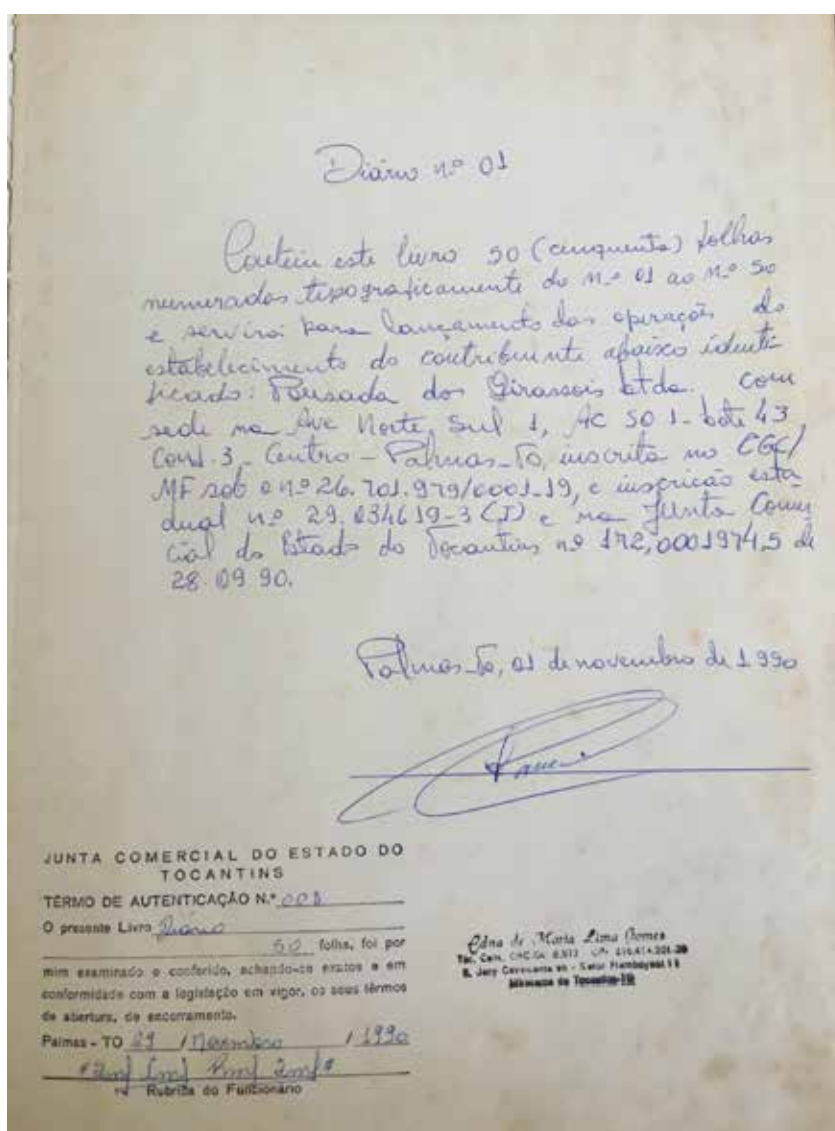 Diário nº 01
Contém este livro 50 (cinquenta) folhas
numerados tipograficamente do n.º 01 ao n.º 50
e servirá para lançamento das operações do
estabelecimento do contribuinte abaixo identi
ficado: Pousada dos Girassois Ltda. com
sede na Ave Norte, Sul 1, AC SO 1- Lote 43,
Conj. 3, Centro - Palmas-To, inscrita no CGC/
MF sob o nº 26.701.979/0001-19, e inscrição esta
dual nº 29.034619-3 (I) e na Junta Comer
cial do Estado do Tocantins nº 172,0001974,5 de
28.09.90.
Palmas-To, 01 de novembro de 1990
JUNTA COMERCIAL DO ESTADO DO
TOCANTINS
TÊRMO DE AUTENTICAÇÃO N.º 008
O presente Livro Diário
50 folha, foi por
mim examinado e conferido, achando-se exatos e em
conformidade com a legislação em vigor, os seus têrmos
de abertura, de encerramento.
Palmas - TO 29 / Novembro / 1990
Rubrica do Funcionário
Edna de Maria Lima Gomes
Téc. Cont.